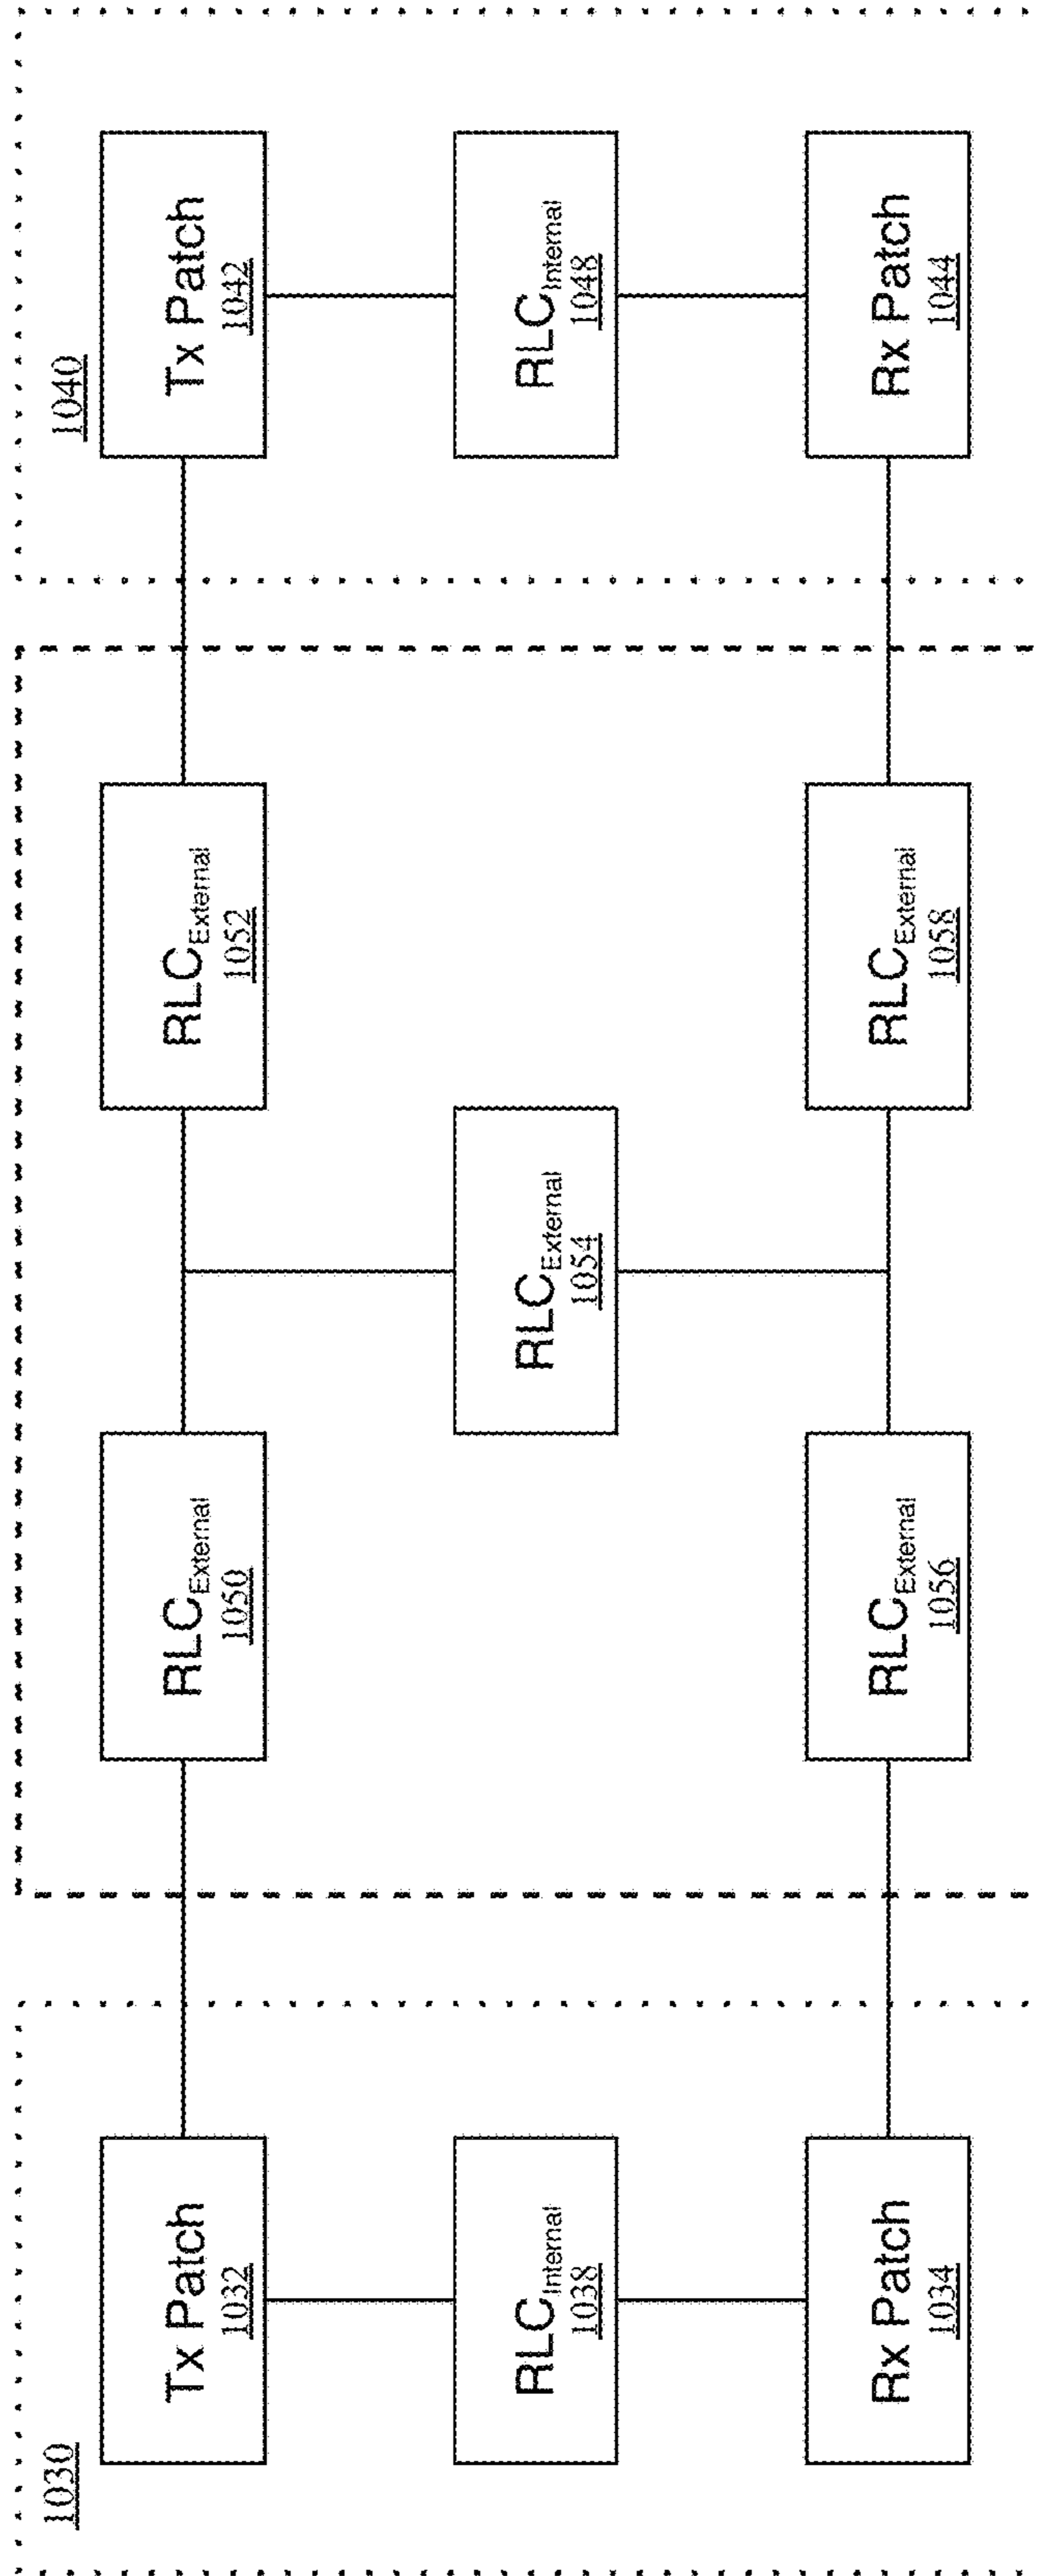 1030
1040
Tx Patch
1032
RLCExternal
1050
RLCExternal
1052
Tx Patch
1042
RLCInternal
1038
RLCExternal
1054
RLCInternal
1048
Rx Patch
1034
RLCExternal
1056
RLCExternal
1058
Rx Patch
1044